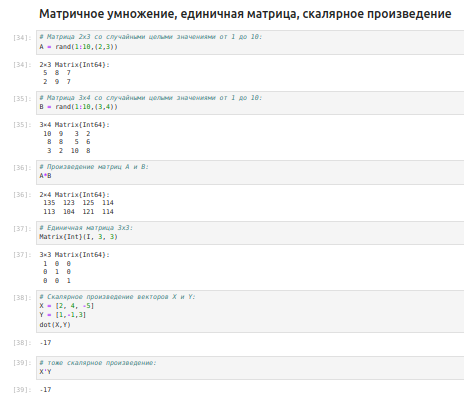 Матричное умножение, единичная матрица, скалярное произведение
[34]: # Матрица 2x3 со случайными целыми значениями от 1 до 10:
A = rand(1:10,(2,3))
[34]: 2×3 Matrix{Int64}:
5 8 7
2 9 7
[35]: # Матрица 3x4 со случайными целыми значениями от 1 до 10:
B = rand(1:10,(3,4))
[35]: 3×4 Matrix{Int64}:
10 9 3 2
8 8 5 6
3 2 10 8
[36]: # Произведение матриц A и B:
A*B
[36]: 2×4 Matrix{Int64}:
135 123 125 114
113 104 121 114
[37]: # Единичная матрица 3x3:
Matrix{Int}(I, 3, 3)
[37]: 3×3 Matrix{Int64}:
1 0 0
0 1 0
0 0 1
[38]: # Скалярное произведение векторов X и Y:
X = [2, 4, -5]
Y = [1,-1,3]
dot(X,Y)
[38]: -17
[39]: # тоже скалярное произведение:
X'Y
[39]: -17